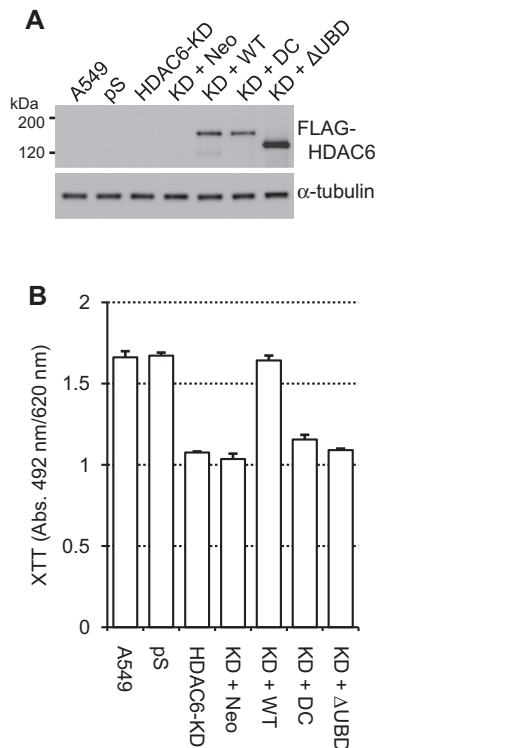 A
A549
pS
HDAC6-KD
KD + Neo
KD + WT
KD + DC
KD + ΔUBD
kDa
200
120
FLAG-
HDAC6
α-tubulin
B
XTT (Abs. 492 nm/620 nm)
2
1.5
1
0.5
0
A549
pS
HDAC6-KD
KD + Neo
KD + WT
KD + DC
KD + ΔUBD